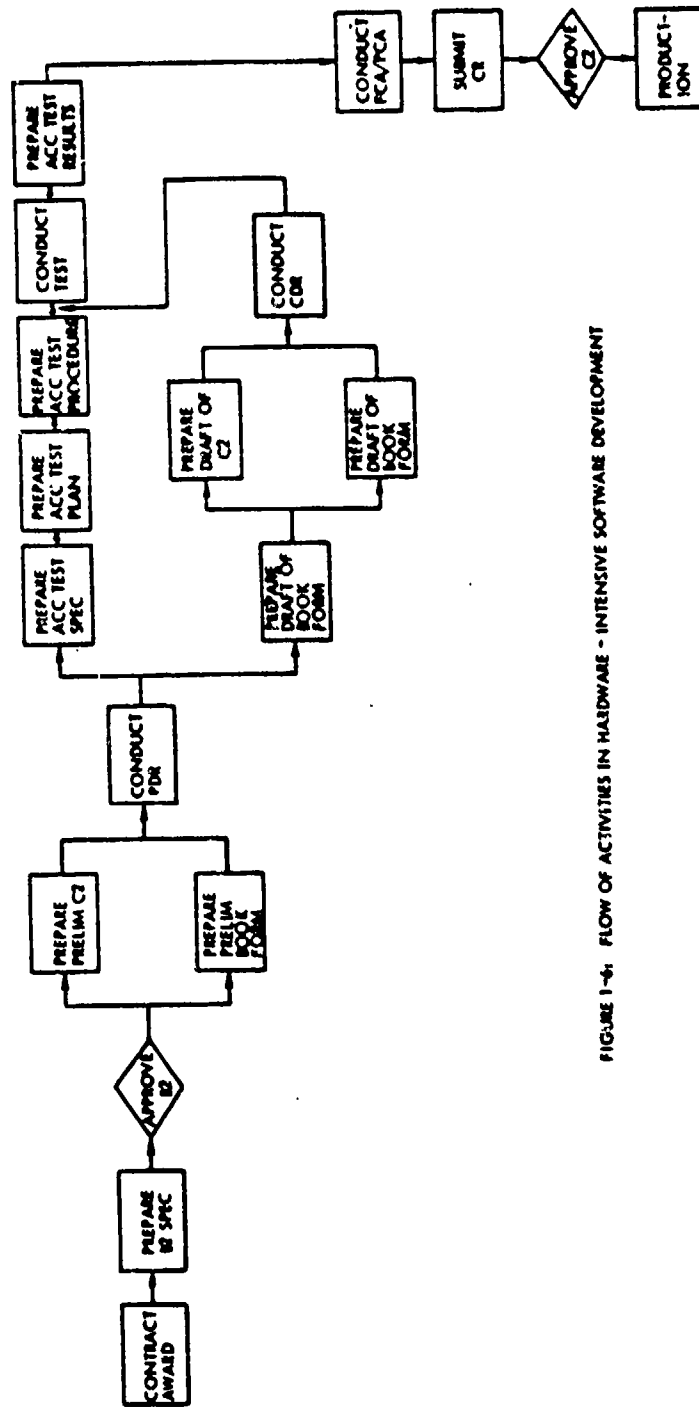 CONTRACT
AWARD
PREPARE
B2 SPEC
APPROVE
B2
PREPARE
PRELIM C2
PREPARE
PRELIM
BOOK
FORM
CONDUCT
PDR
PREPARE
ACC TEST
SPEC
PREPARE
ACC TEST
PLAN
PREPARE
ACC TEST
PROCEDURE
CONDUCT
TEST
PREPARE
ACC TEST
RESULTS
PREPARE
DRAFT OF
BOOK
FORM
PREPARE
DRAFT OF
C2
PREPARE
DRAFT OF
BOOK
FORM
CONDUCT
CDR
CONDUCT
FCA/PCA
SUBMIT
C2
APPROVE
C2
PRODUCT-
ION
FIGURE 1-6: FLOW OF ACTIVITIES IN HARDWARE - INTENSIVE SOFTWARE DEVELOPMENT